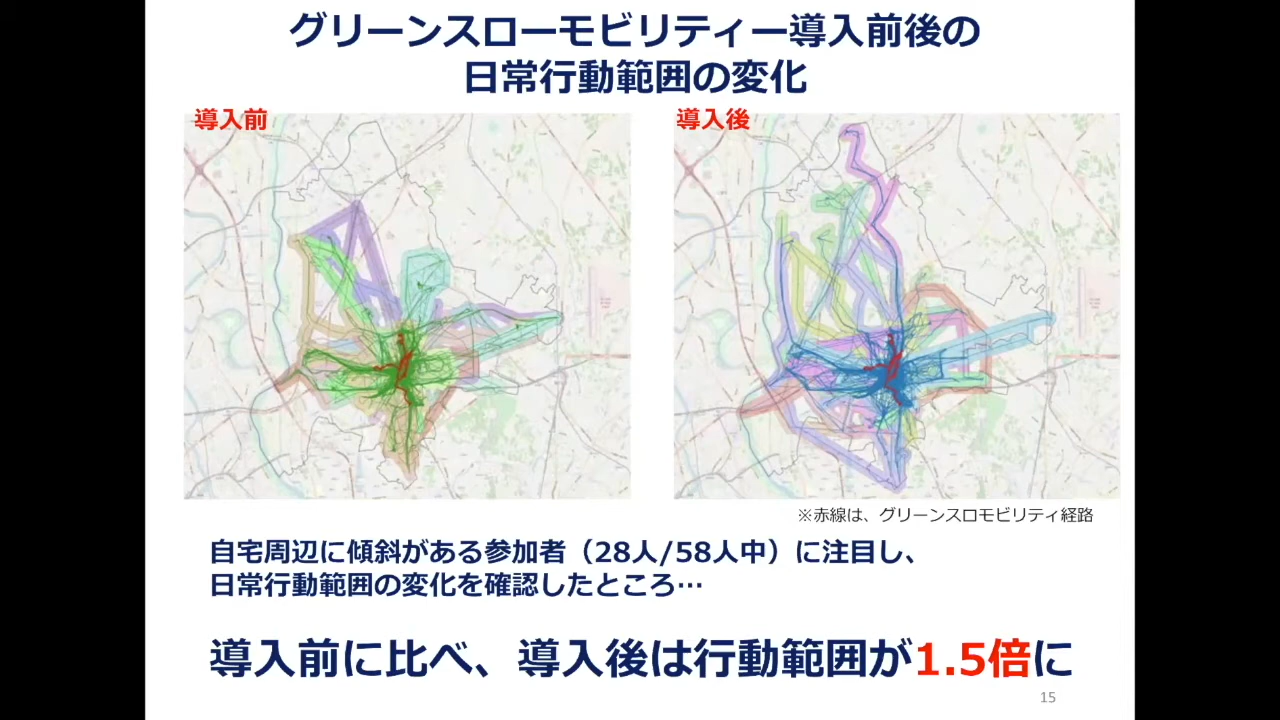 グリーンスローモビリティー導入前後の
日常行動範囲の変化
導入前
導入後
※赤線は、グリーンスロモビリティ経路
自宅周辺に傾斜がある参加者（28人/58人中）に注目し、
日常行動範囲の変化を確認したところ…
導入前に比べ、導入後は行動範囲が1.5倍に
15